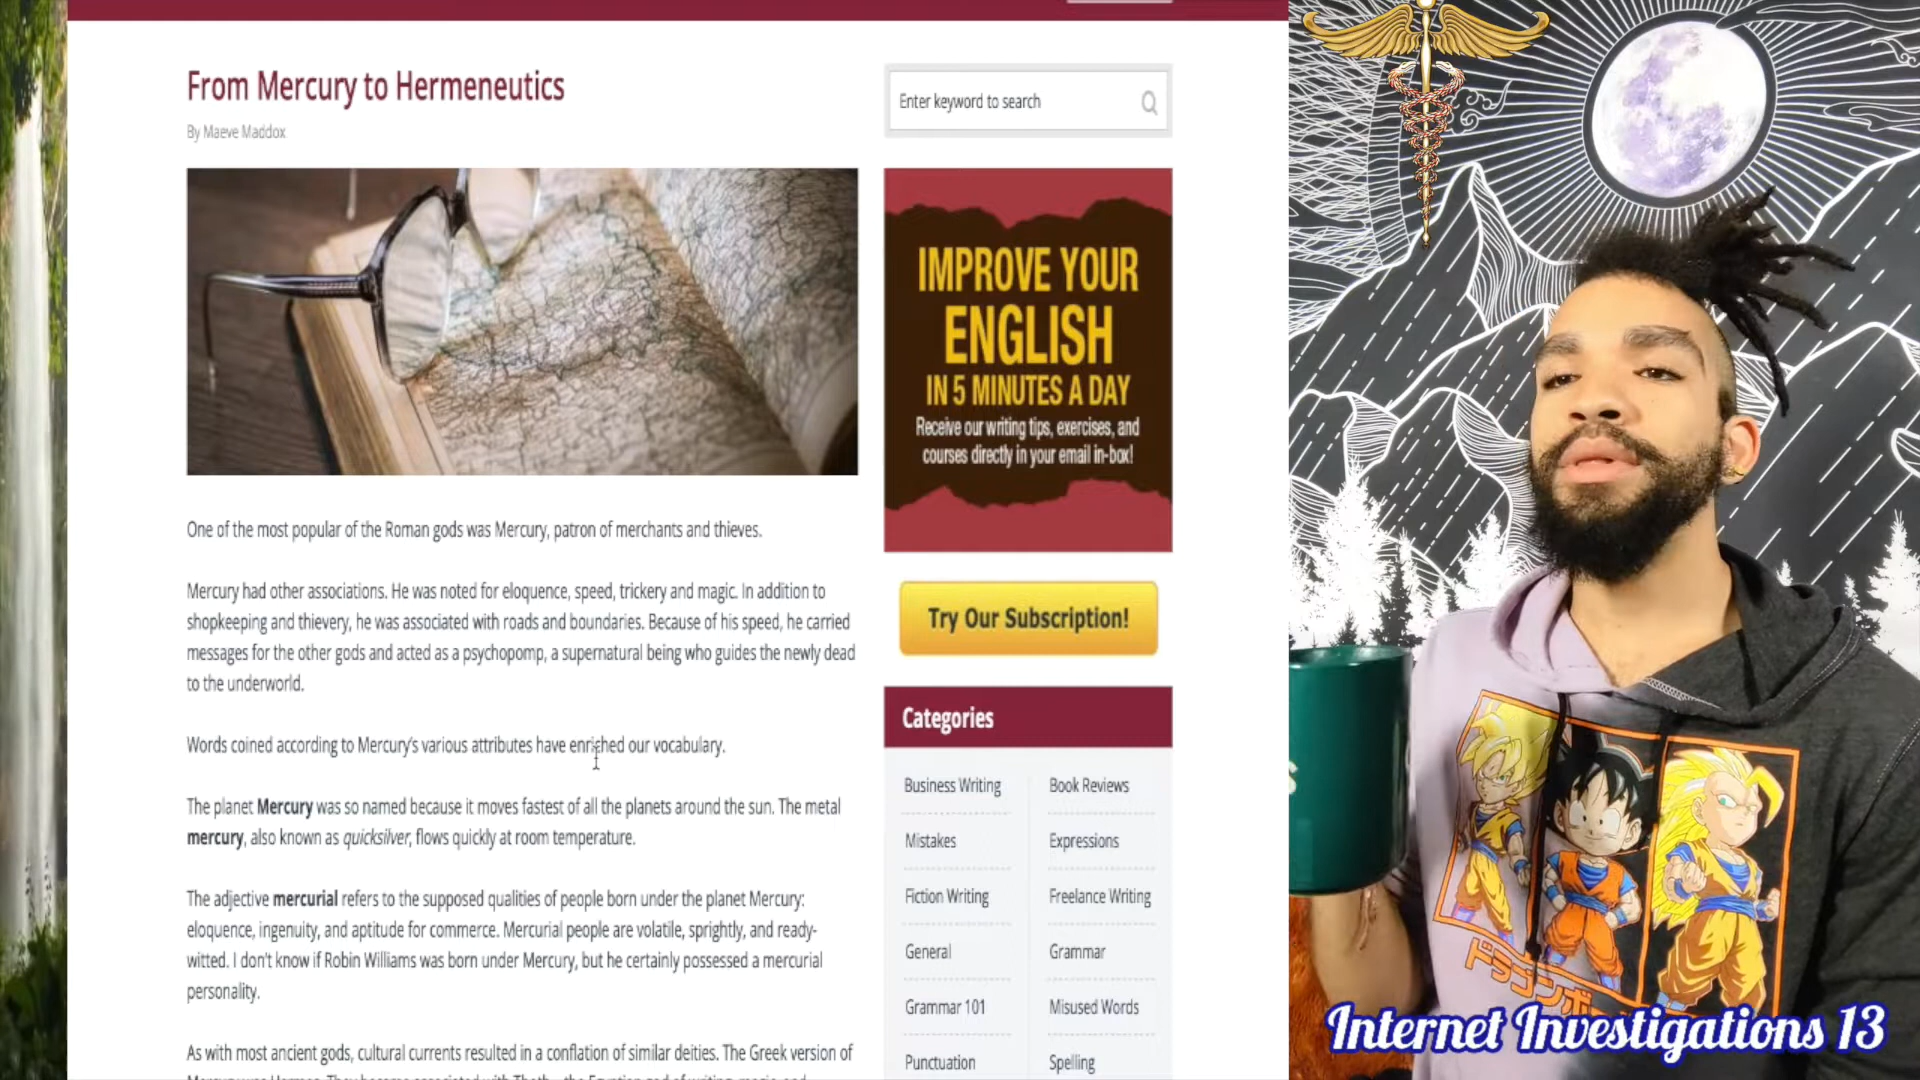 From Mercury to Hermeneutics
By Maeve Maddox
One of the most popular of the Roman gods was Mercury, patron of merchants and thieves.
Mercury had other associations. He was noted for eloquence, speed, trickery and magic. In addition to
shopkeeping and thievery, he was associated with roads and boundaries. Because of his speed, he carried
messages for the other gods and acted as a psychopomp, a supernatural being who guides the newly dead
to the underworld.
Words coined according to Mercury's various attributes have enriched our vocabulary.
The planet Mercury was so named because it moves fastest of all the planets around the sun. The metal
mercury, also known as quicksilver, flows quickly at room temperature.
The adjective mercurial refers to the supposed qualities of people born under the planet Mercury:
eloquence, ingenuity, and aptitude for commerce. Mercurial people are volatile, sprightly, and ready-
witted. I don't know if Robin Williams was born under Mercury, but he certainly possessed a mercurial
personality.
As with most ancient gods, cultural currents resulted in a conflation of similar deities. The Greek version of
Enter keyword to search
IMPROVE YOUR
ENGLISH
IN 5 MINUTES A DAY
Receive our writing tips, exercises, and
courses directly in your email in-box!
Try Our Subscription!
Categories
Business Writing
Book Reviews
Mistakes
Expressions
Fiction Writing
Freelance Writing
General
Grammar
Grammar 101
Misused Words
Punctuation
Spelling
S
ドラゴンボ
Internet Investigations 13